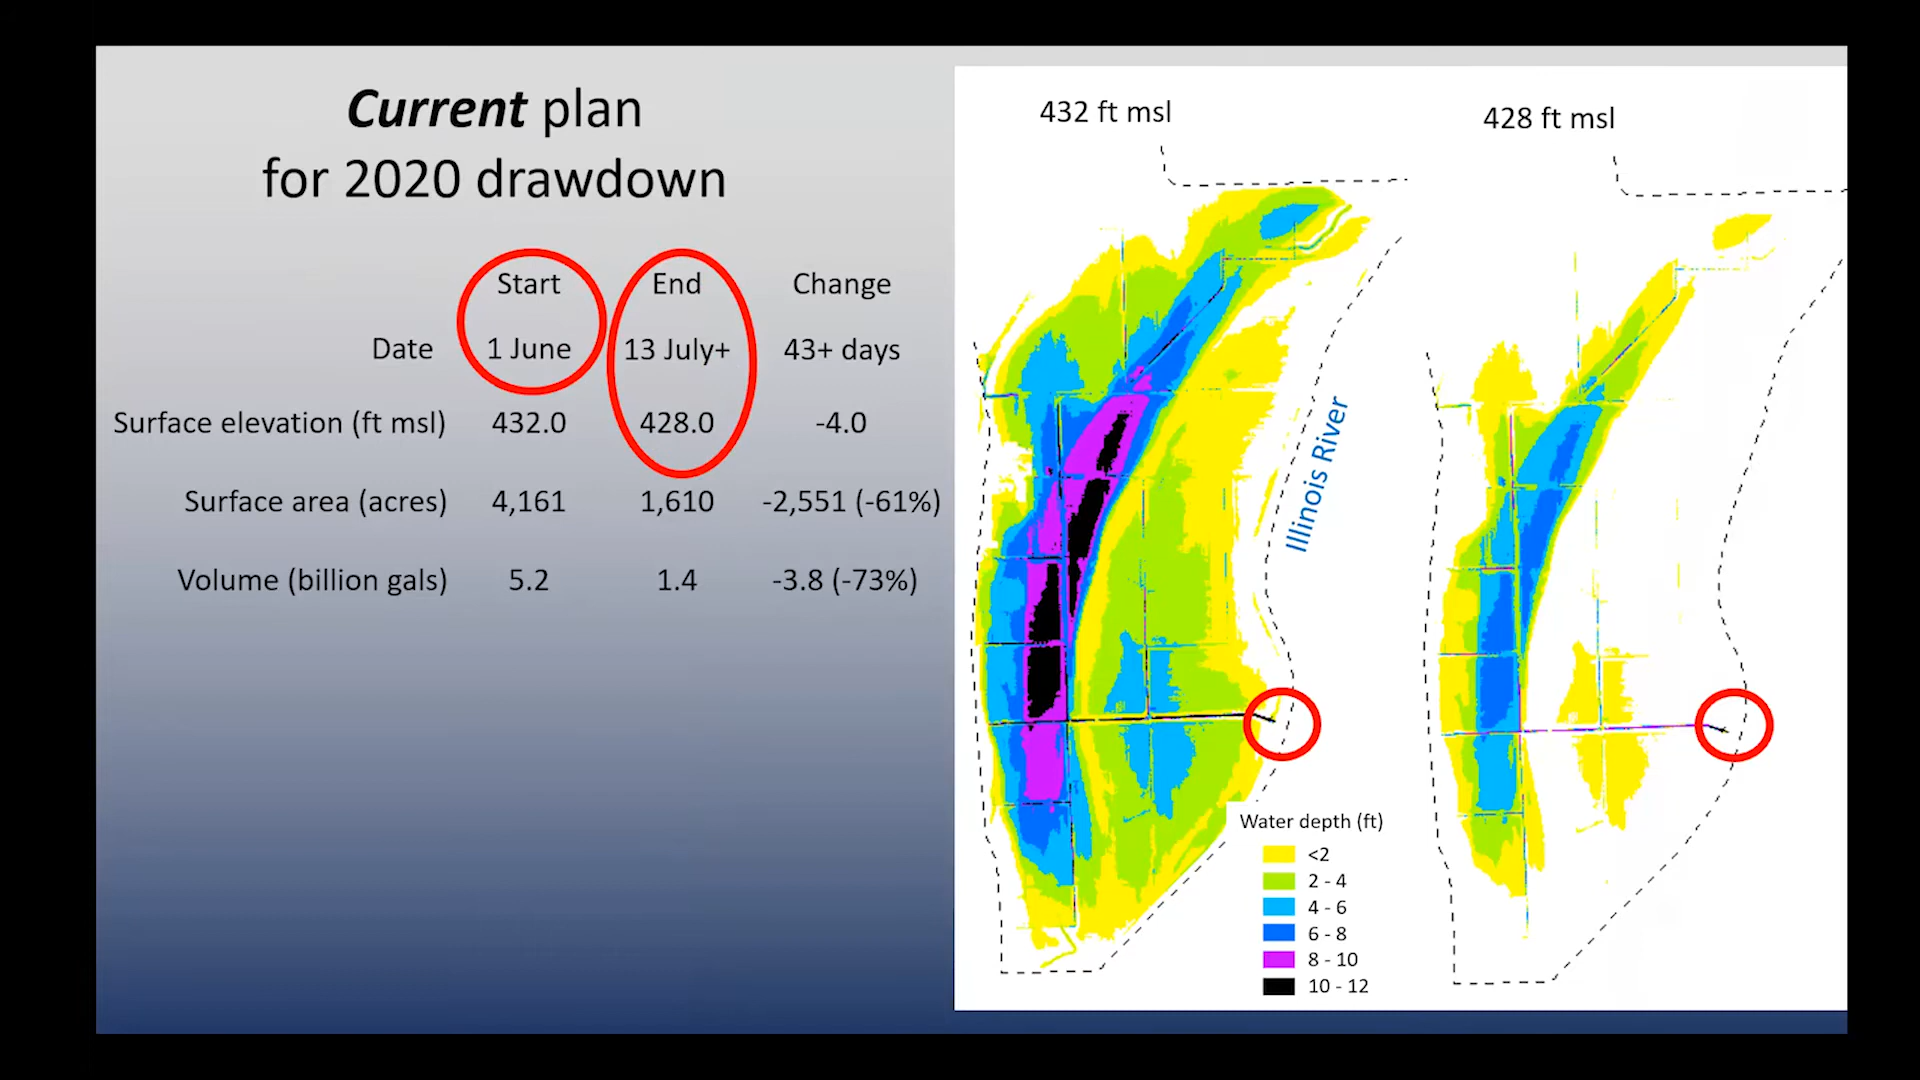 Current plan
for 2020 drawdown
Start End Change
Date 1 June 13 July+ 43+ days
Surface elevation (ft msl) 432.0 428.0 -4.0
Surface area (acres) 4,161 1,610 -2,551 (-61%)
Volume (billion gals) 5.2 1.4 -3.8 (-73%)
432 ft msl
428 ft msl
Illinois River
Water depth (ft)
<2
2 - 4
4 - 6
6 - 8
8 - 10
10 - 12